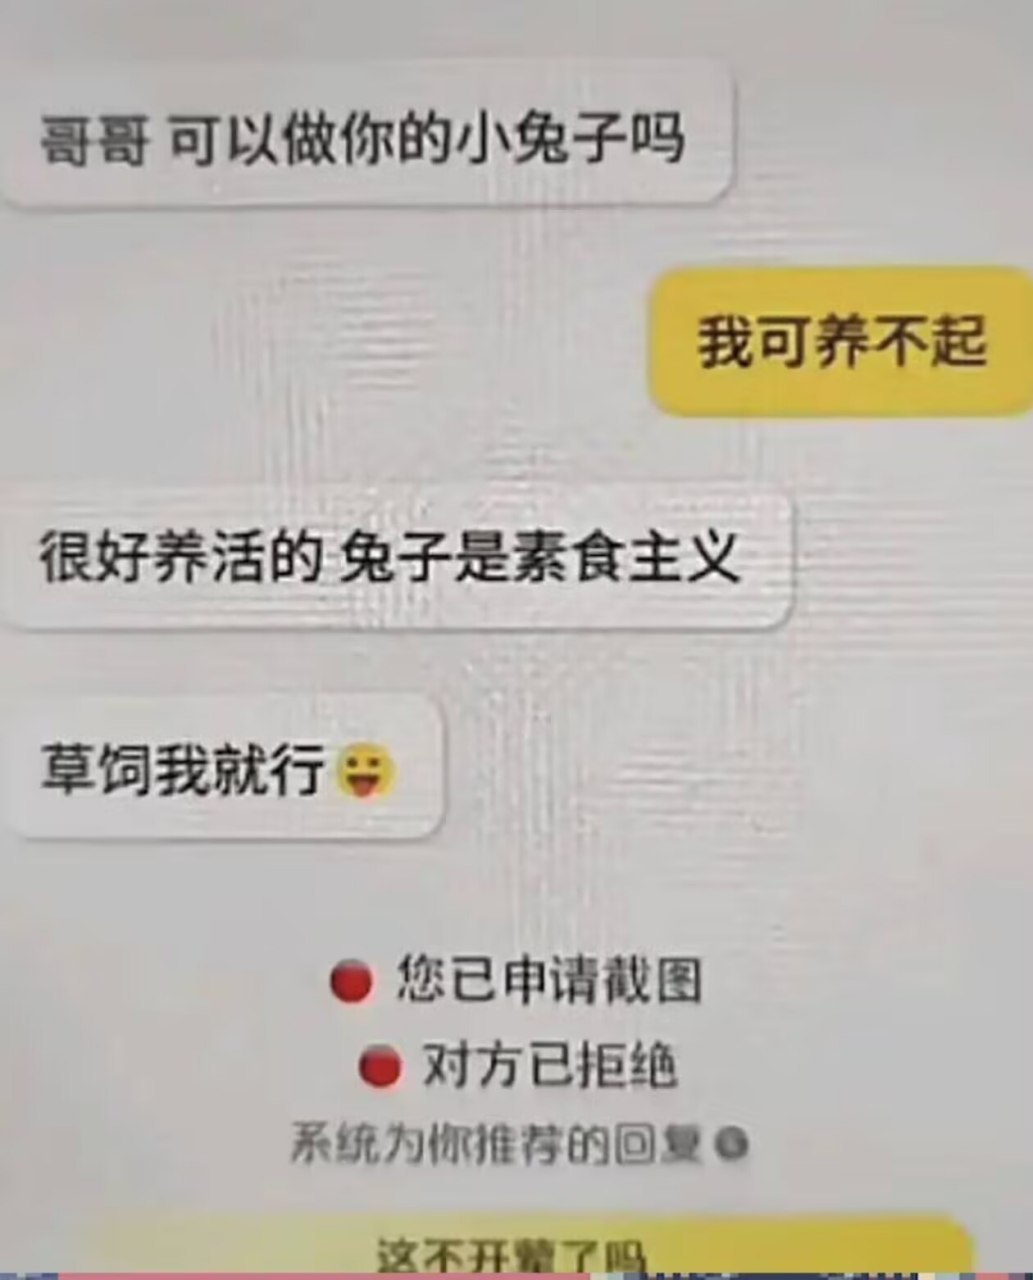 哥哥 可以做你的小兔子吗
我可养不起
很好养活的 兔子是素食主义
草饲我就行😛
您已申请截图
对方已拒绝
系统为你推荐的回复
这不开荤了吗